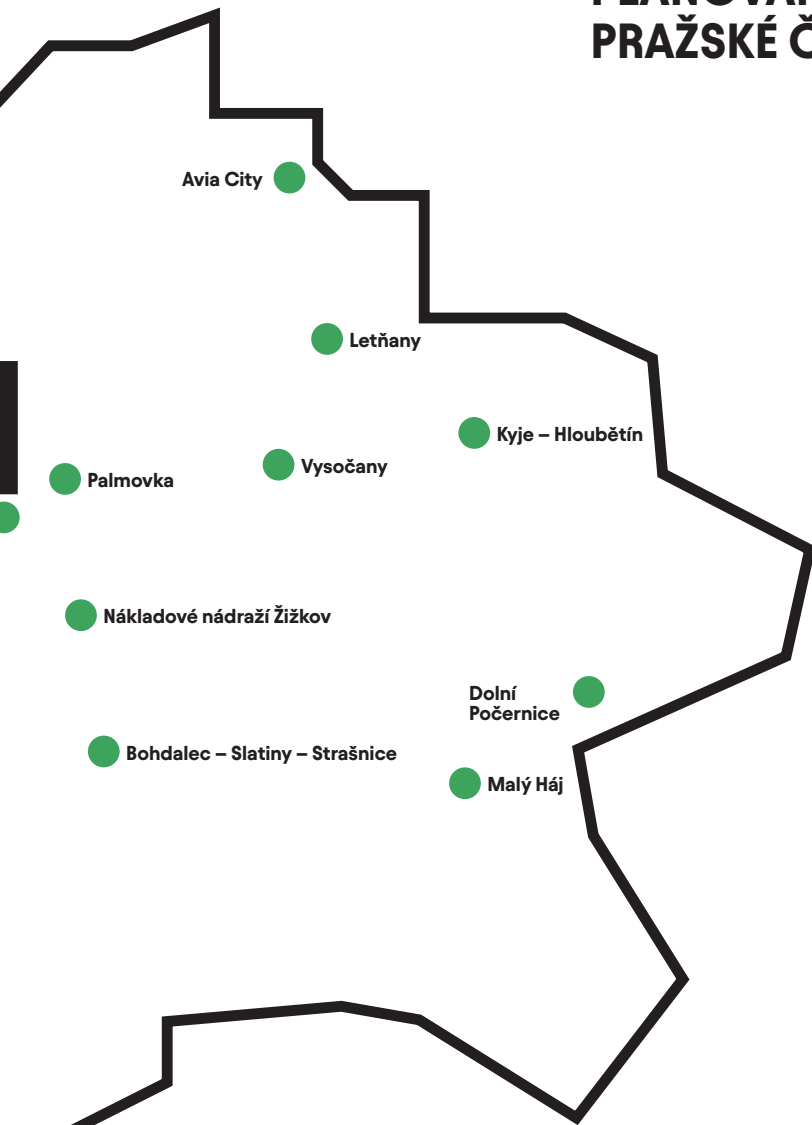 PRAŽSKÉ
Avia City
Letňany
Kyje – Hloubětín
Vysočany
Palmovka
Nákladové nádraží Žižkov
Dolní
Počernice
Bohdalec – Slatiny – Strašnice
Malý Háj